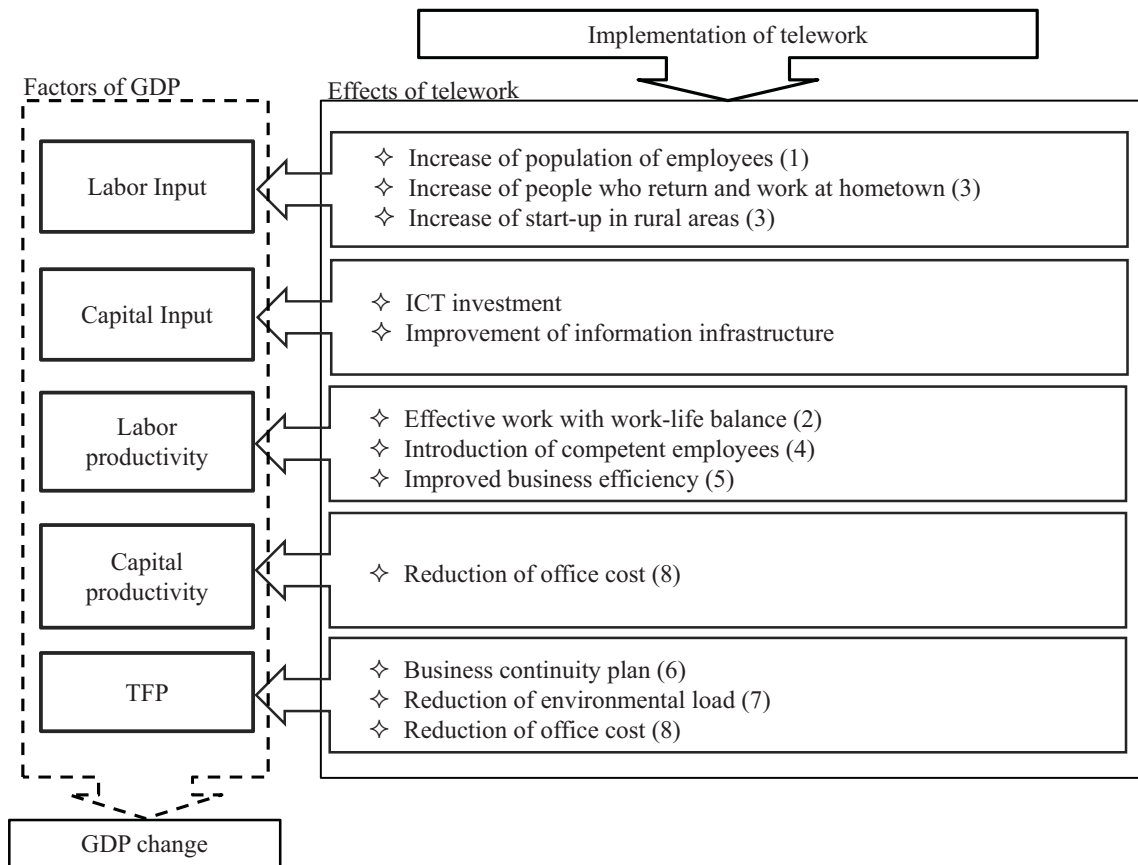 Implementation of telework
Factors of GDP
Effects of telework
Labor Input
✧ Increase of population of employees (1)
✧ Increase of people who return and work at hometown (3)
✧ Increase of start-up in rural areas (3)
Capital Input
✧ ICT investment
✧ Improvement of information infrastructure
Labor
productivity
✧ Effective work with work-life balance (2)
✧ Introduction of competent employees (4)
✧ Improved business efficiency (5)
Capital
productivity
✧ Reduction of office cost (8)
TFP
✧ Business continuity plan (6)
✧ Reduction of environmental load (7)
✧ Reduction of office cost (8)
GDP change